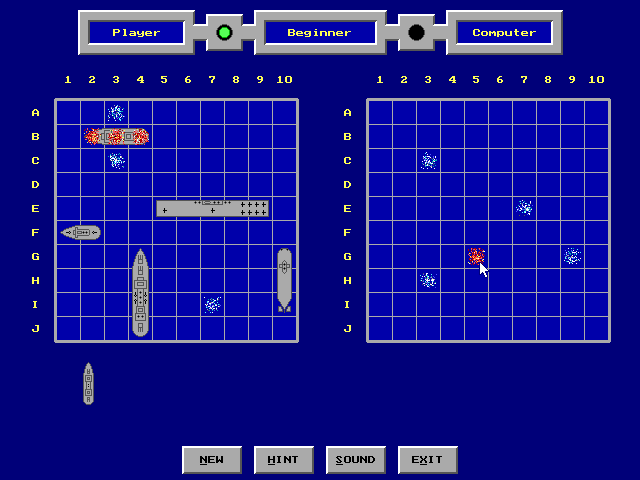 Player Beginner Computer
1 2 3 4 5 6 7 8 9 10 1 2 3 4 5 6 7 8 9 10
A A
B B
C C
D D
E E
F F
G G
H H
I I
J J
NEW HINT SOUND EXIT